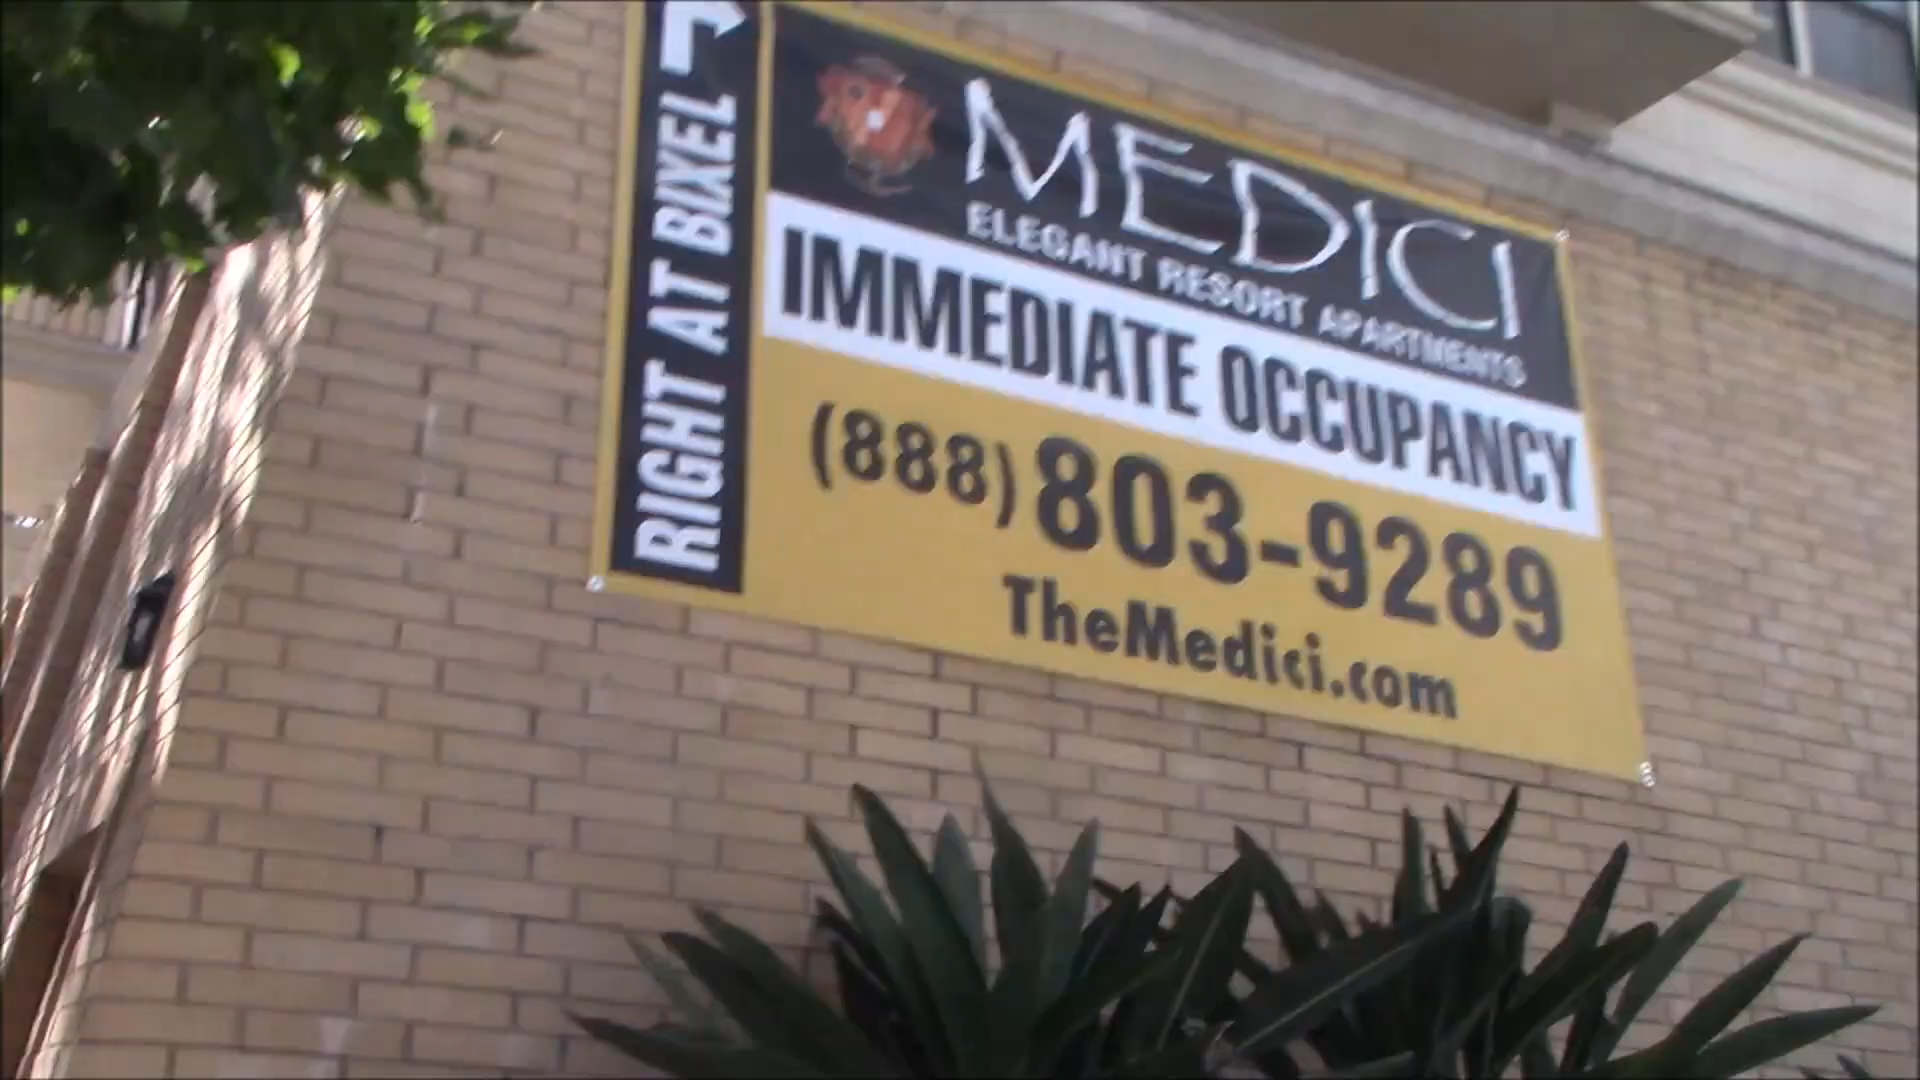 RIGHT AT BIXEL
MEDICI
ELEGANT RESORT APARTMENTS
IMMEDIATE OCCUPANCY
(888) 803-9289
TheMedici.com